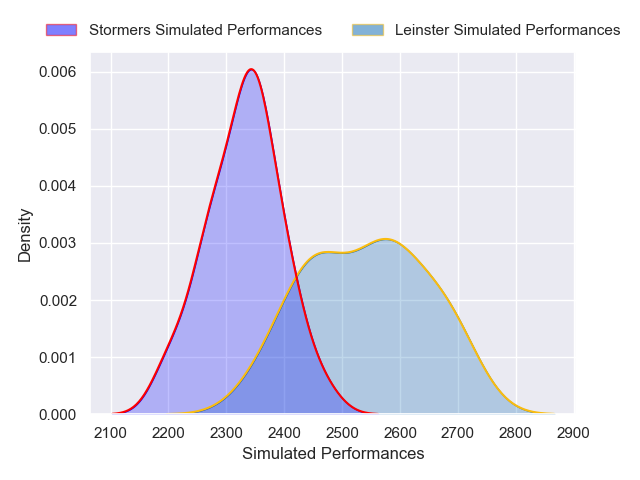 Stormers Simulated Performances Leinster Simulated Performances
0.006
0.005
0.004
0.003
0.002
0.001
0.000
Density
2100 2200 2300 2400 2500 2600 2700 2800 2900
Simulated Performances